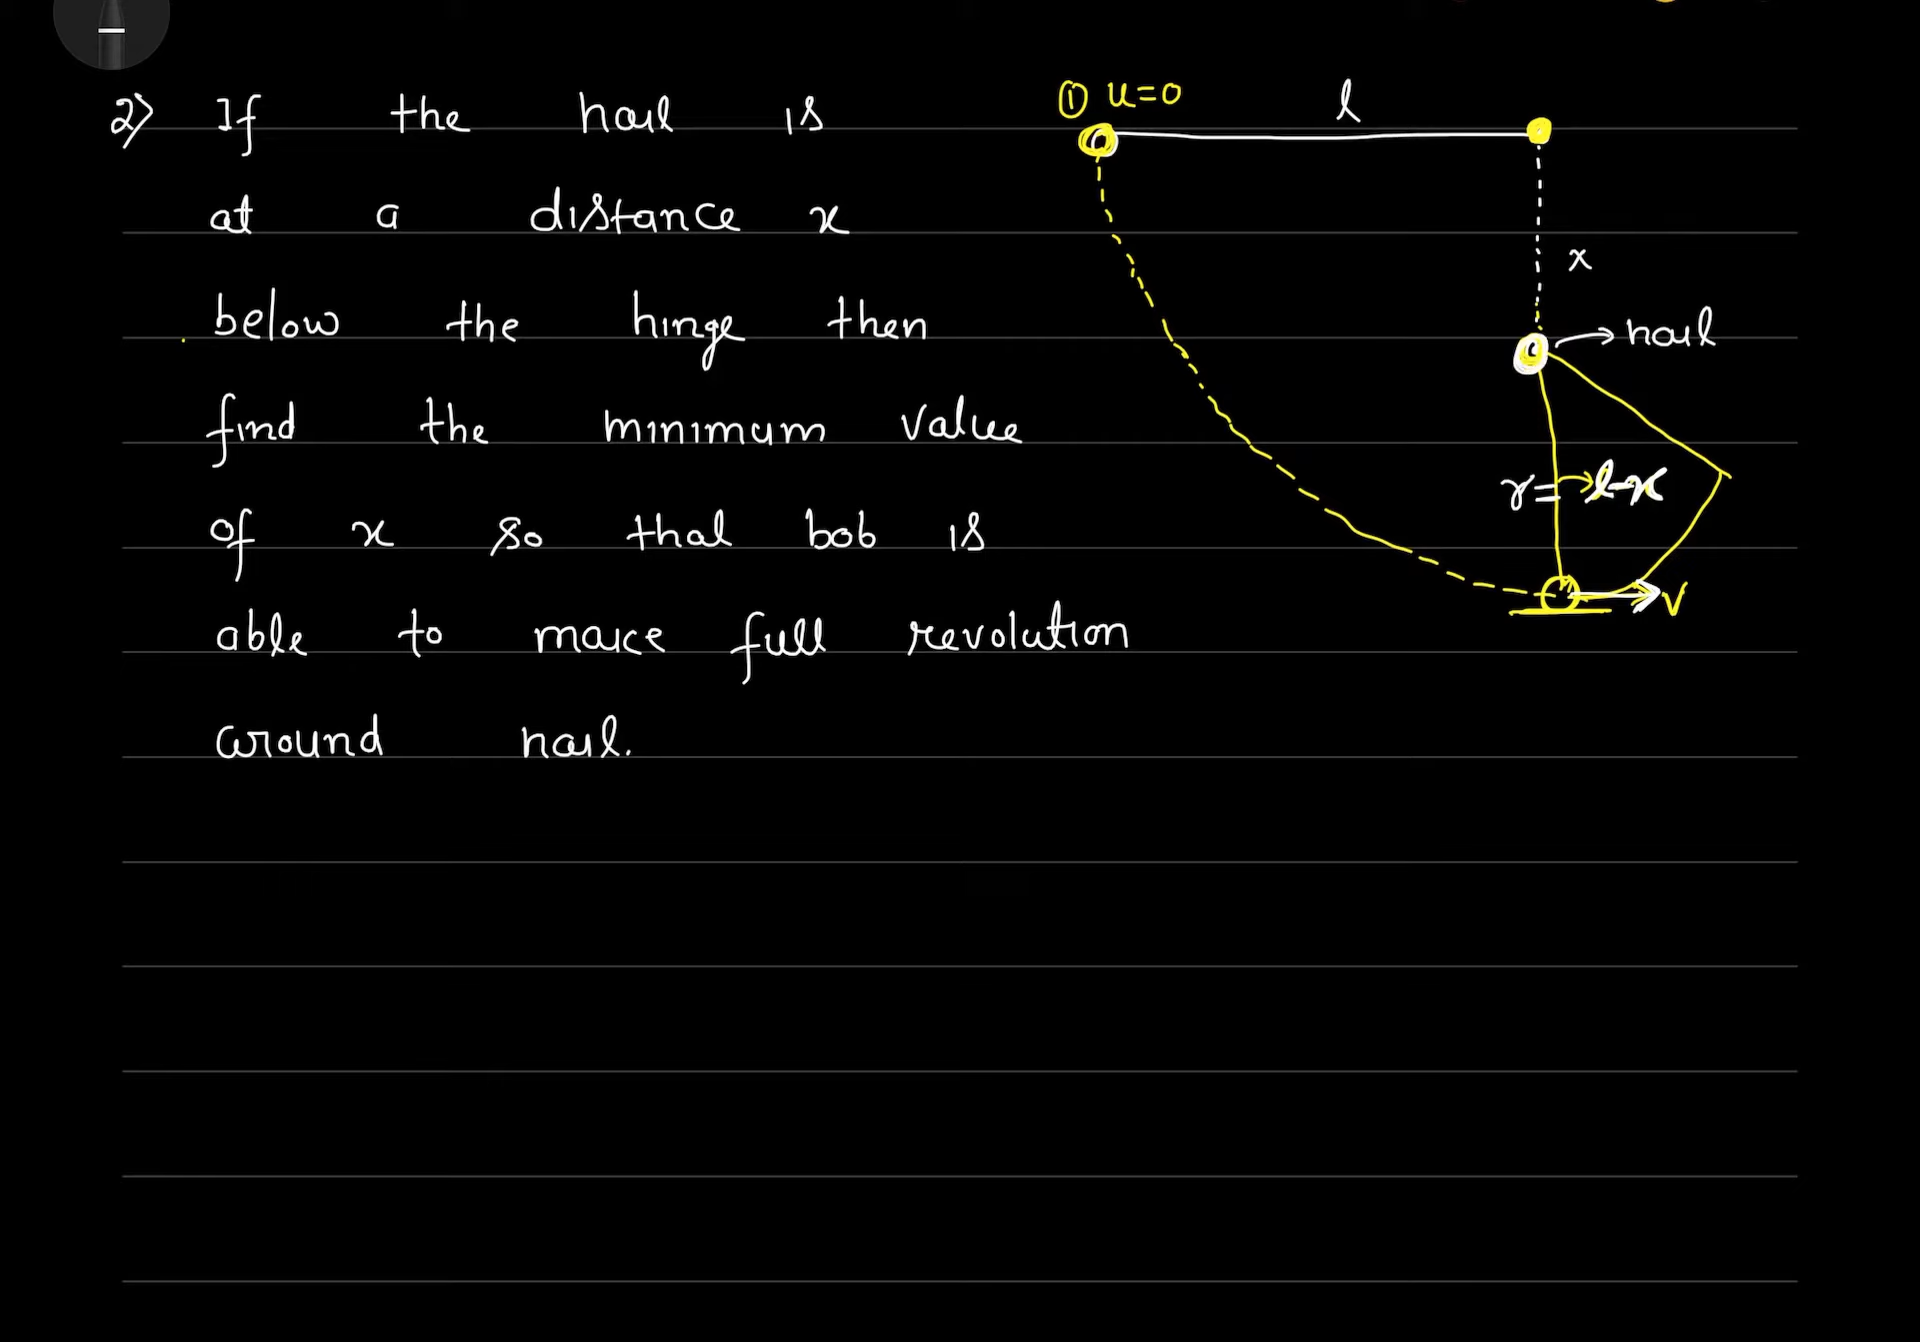 2) If the nail is
at a distance x
below the hinge then
find the minimum value
of x so that bob is
able to make full revolution
around nail.
① u=0
l
x
nail
r= l-x
v